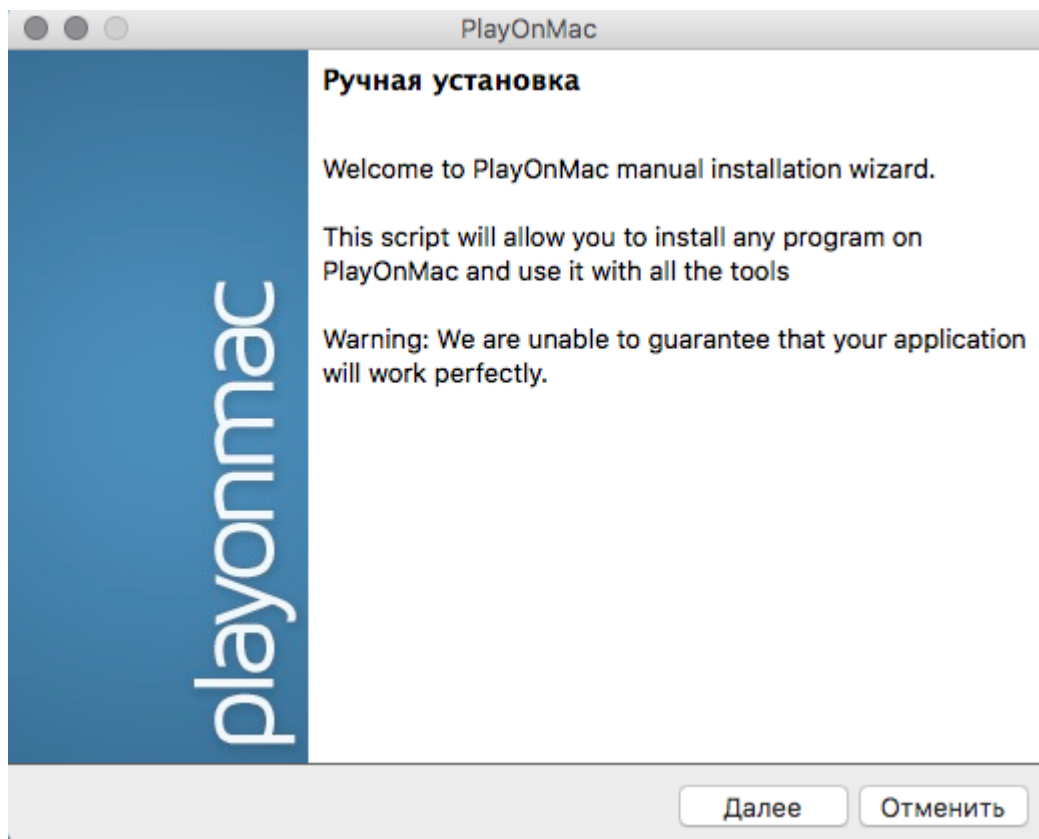 PlayOnMac
Ручная установка
Welcome to PlayOnMac manual installation wizard.
This script will allow you to install any program on
PlayOnMac and use it with all the tools
Warning: We are unable to guarantee that your application
will work perfectly.
playonmac
Далее
Отменить